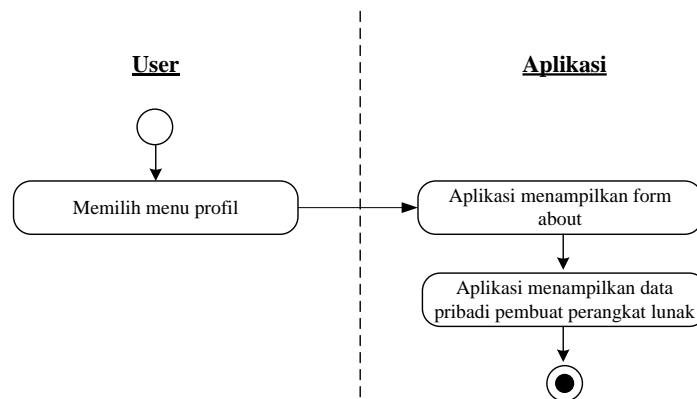 User
Aplikasi
Memilih menu profil
Aplikasi menampilkan form
about
Aplikasi menampilkan data
pribadi pembuat perangkat lunak